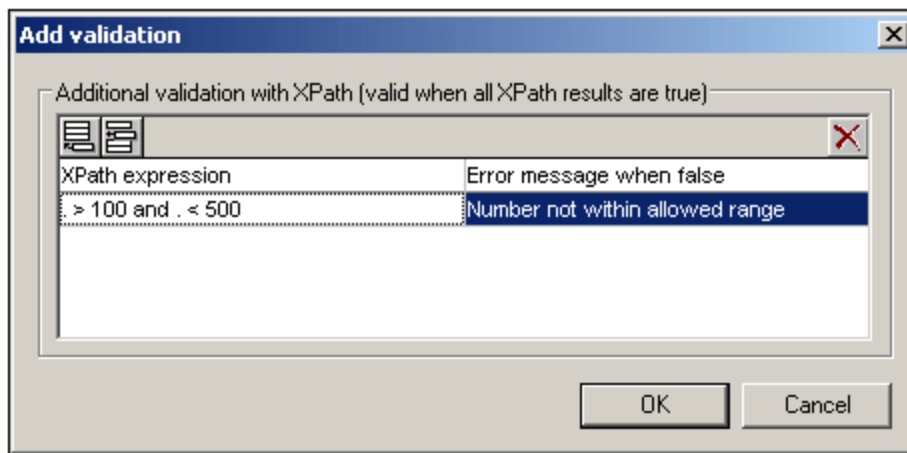 Add validation
Additional validation with XPath (valid when all XPath results are true)
XPath expression
Error message when false
. > 100 and . < 500
Number not within allowed range
OK
Cancel